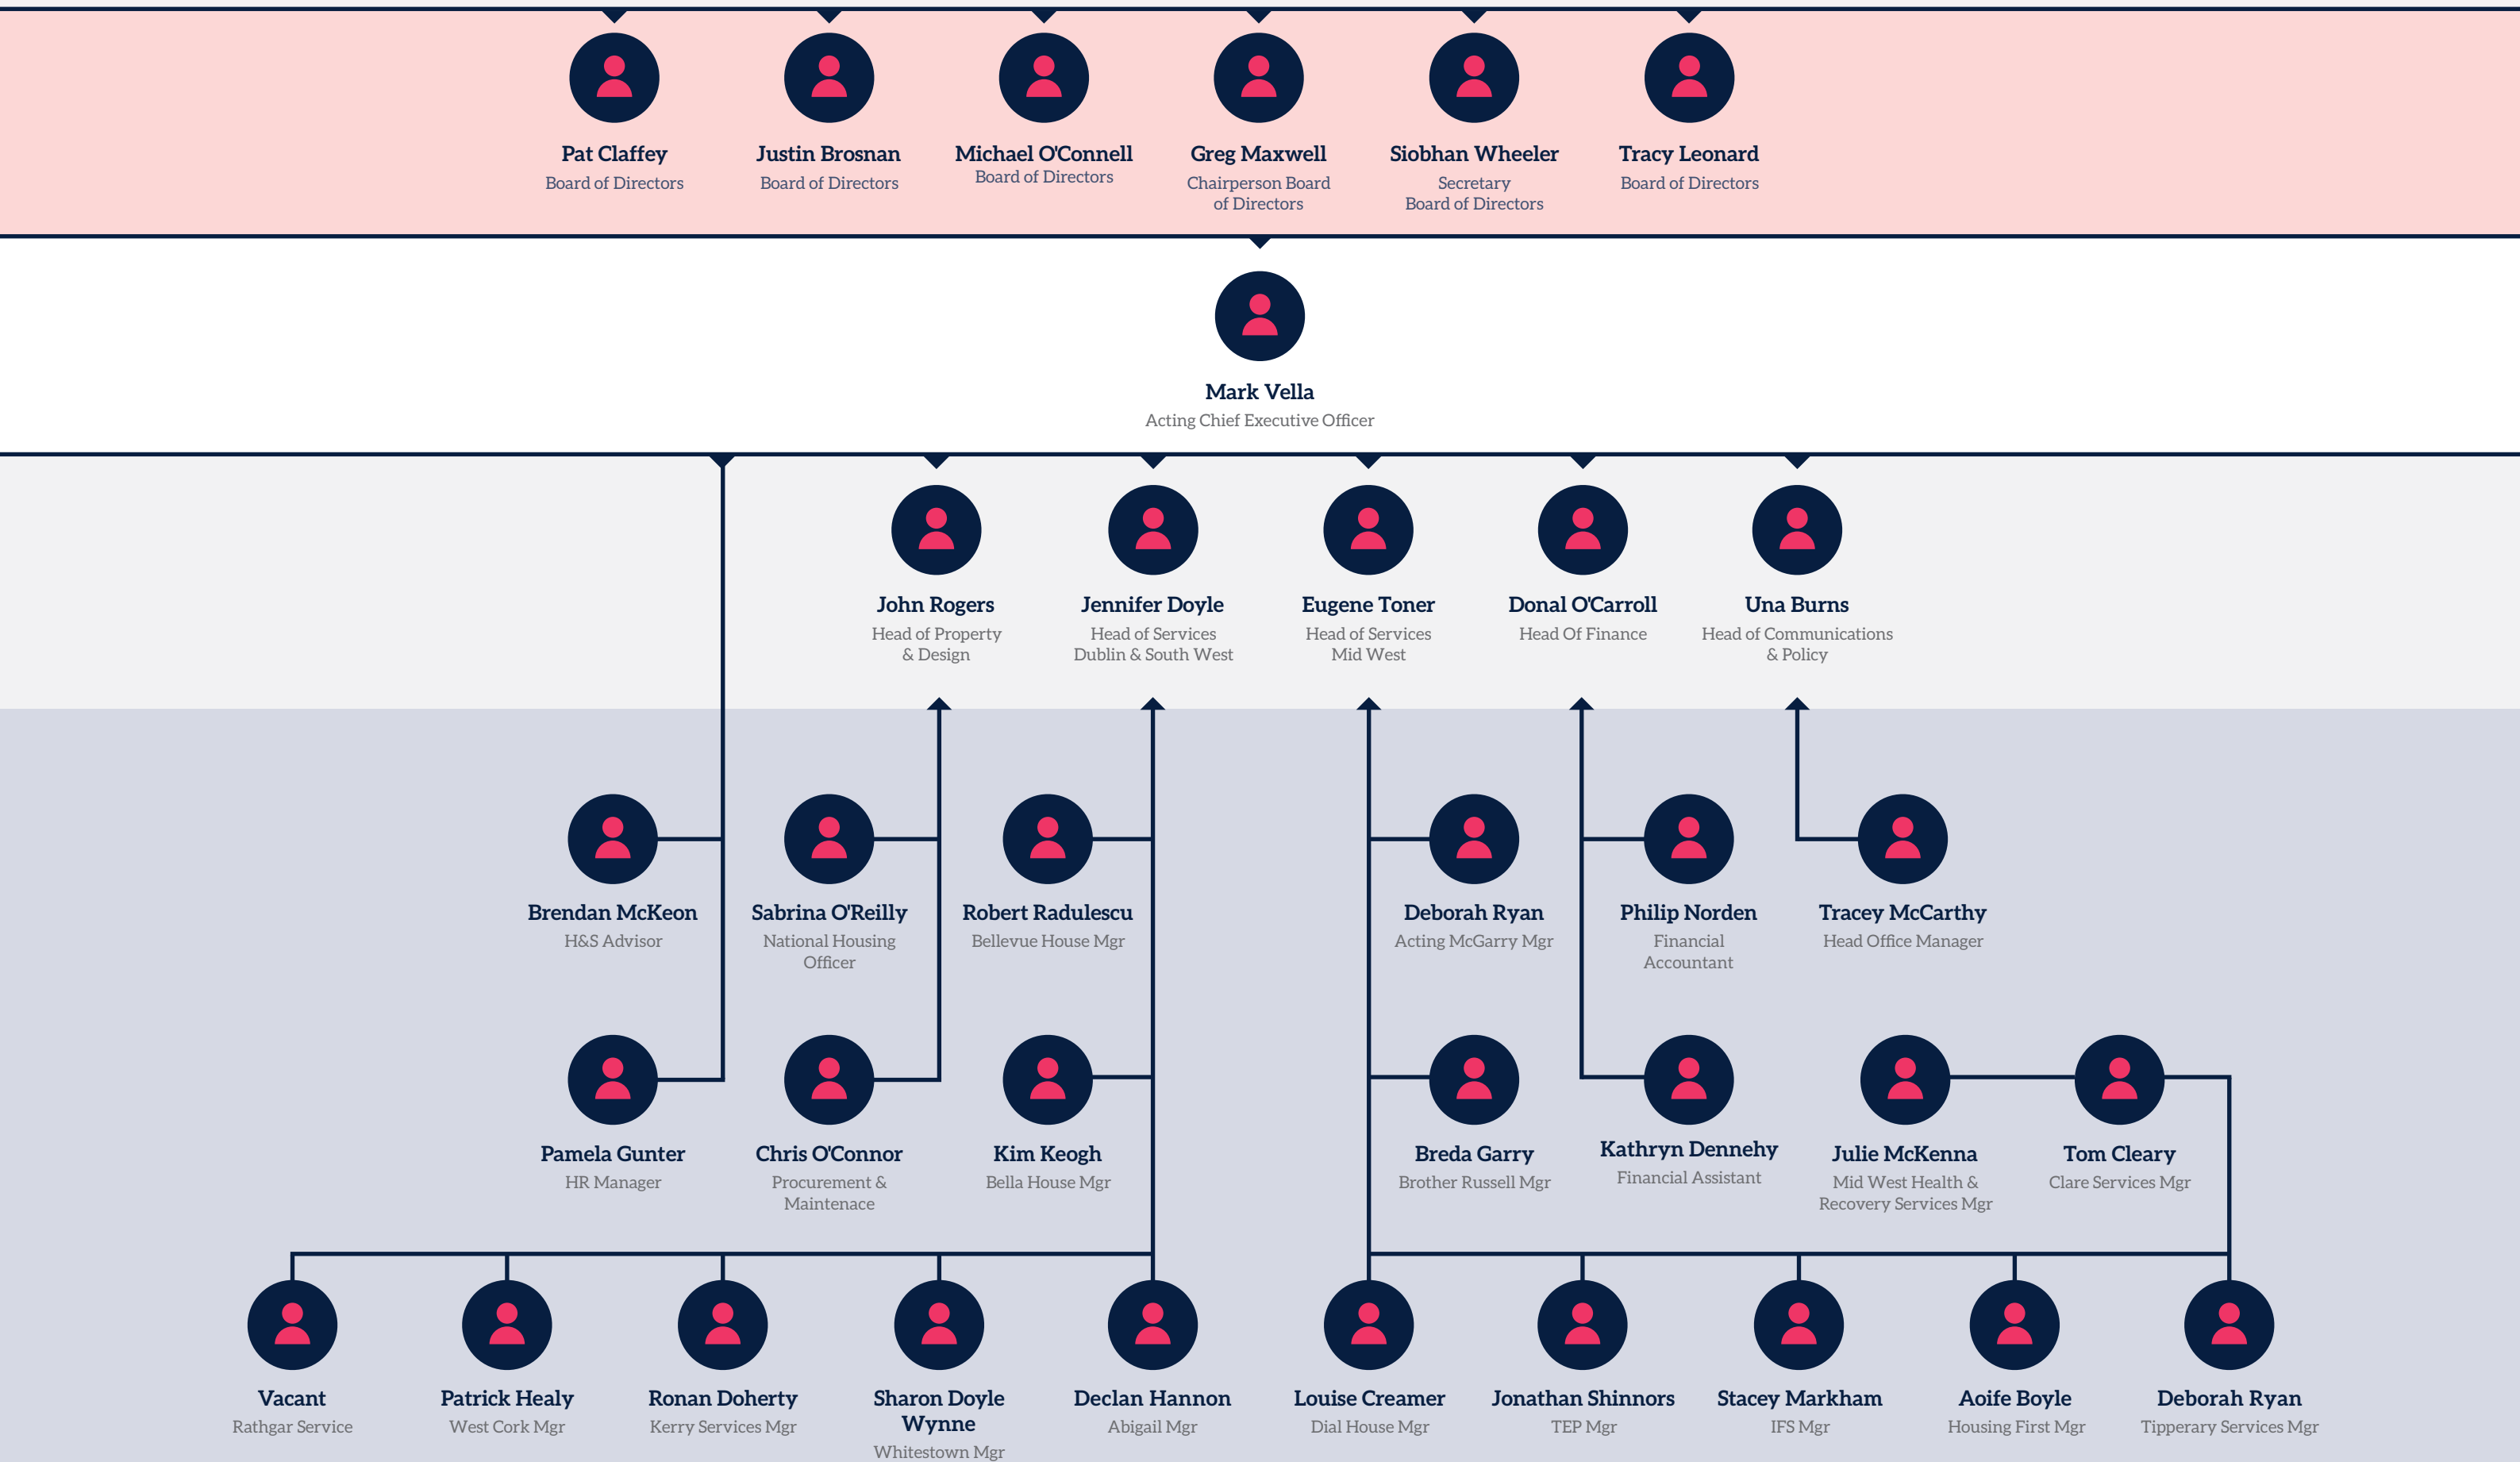 Pat Claffey
Board of Directors
Justin Brosnan
Board of Directors
Michael O'Connell
Board of Directors
Greg Maxwell
Chairperson Board
of Directors
Siobhan Wheeler
Secretary
Board of Directors
Tracy Leonard
Board of Directors
Mark Vella
Acting Chief Executive Officer
John Rogers
Head of Property
& Design
Jennifer Doyle
Head of Services
Dublin & South West
Eugene Toner
Head of Services
Mid West
Donal O'Carroll
Head Of Finance
Una Burns
Head of Communications
& Policy
Brendan McKeon
H&S Advisor
Sabrina O'Reilly
National Housing
Officer
Robert Radulescu
Bellevue House Mgr
Deborah Ryan
Acting McGarry Mgr
Philip Norden
Financial
Accountant
Tracey McCarthy
Head Office Manager
Pamela Gunter
HR Manager
Chris O'Connor
Procurement &
Maintenace
Kim Keogh
Bella House Mgr
Breda Garry
Brother Russell Mgr
Kathryn Dennehy
Financial Assistant
Julie McKenna
Mid West Health &
Recovery Services Mgr
Tom Cleary
Clare Services Mgr
Vacant
Rathgar Service
Patrick Healy
West Cork Mgr
Ronan Doherty
Kerry Services Mgr
Sharon Doyle
Wynne
Whitestown Mgr
Declan Hannon
Abigail Mgr
Louise Creamer
Dial House Mgr
Jonathan Shinnors
TEP Mgr
Stacey Markham
IFS Mgr
Aoife Boyle
Housing First Mgr
Deborah Ryan
Tipperary Services Mgr